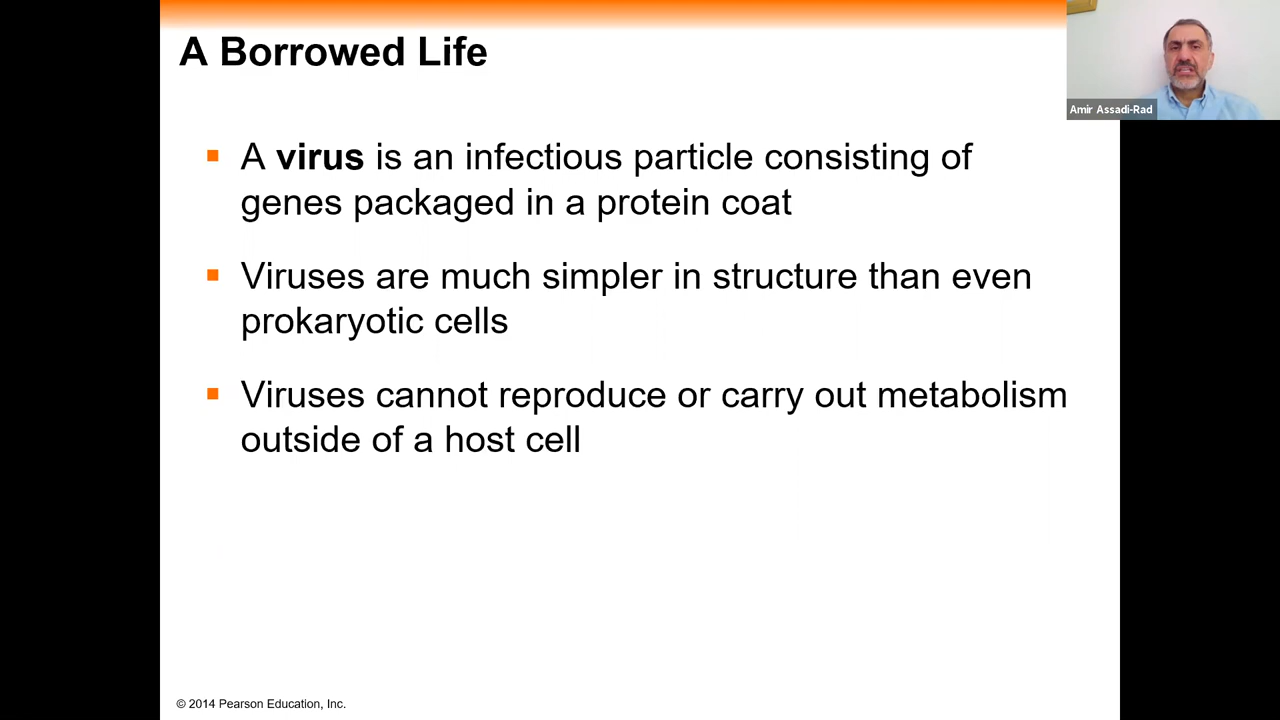 A Borrowed Life
Amir Assadi-Rad
▪ A virus is an infectious particle consisting of
genes packaged in a protein coat
▪ Viruses are much simpler in structure than even
prokaryotic cells
▪ Viruses cannot reproduce or carry out metabolism
outside of a host cell
© 2014 Pearson Education, Inc.